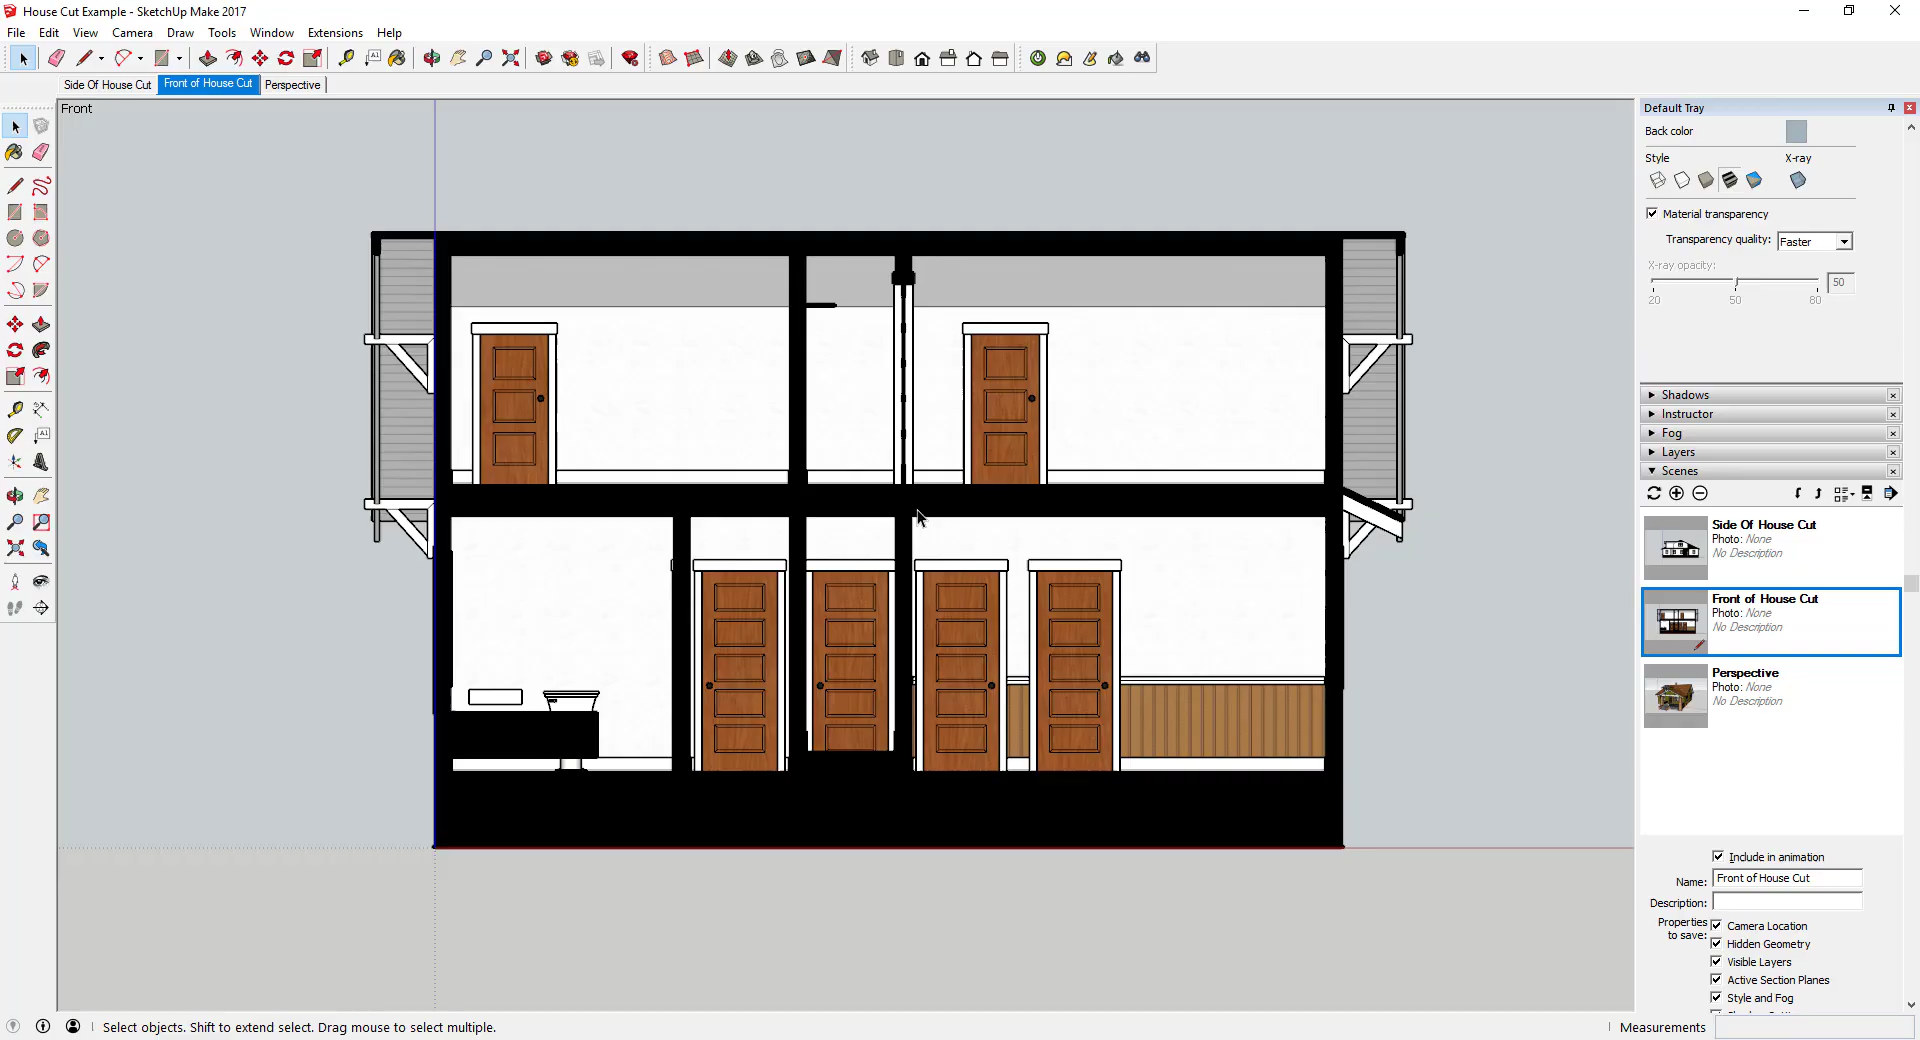 House Cut Example - SketchUp Make 2017
File Edit View Camera Draw Tools Window Extensions Help
Side Of House Cut Front of House Cut Perspective
Front
Default Tray
Back color
Style X-ray
Material transparency
Transparency quality: Faster
X-ray opacity: 50
20 50 80
Shadows
Instructor
Fog
Layers
Scenes
Side Of House Cut
Photo: None
No Description
Front of House Cut
Photo: None
No Description
Perspective
Photo: None
No Description
Include in animation
Name: Front of House Cut
Description:
Properties to save:
Camera Location
Hidden Geometry
Visible Layers
Active Section Planes
Style and Fog
Select objects. Shift to extend select. Drag mouse to select multiple.
Measurements